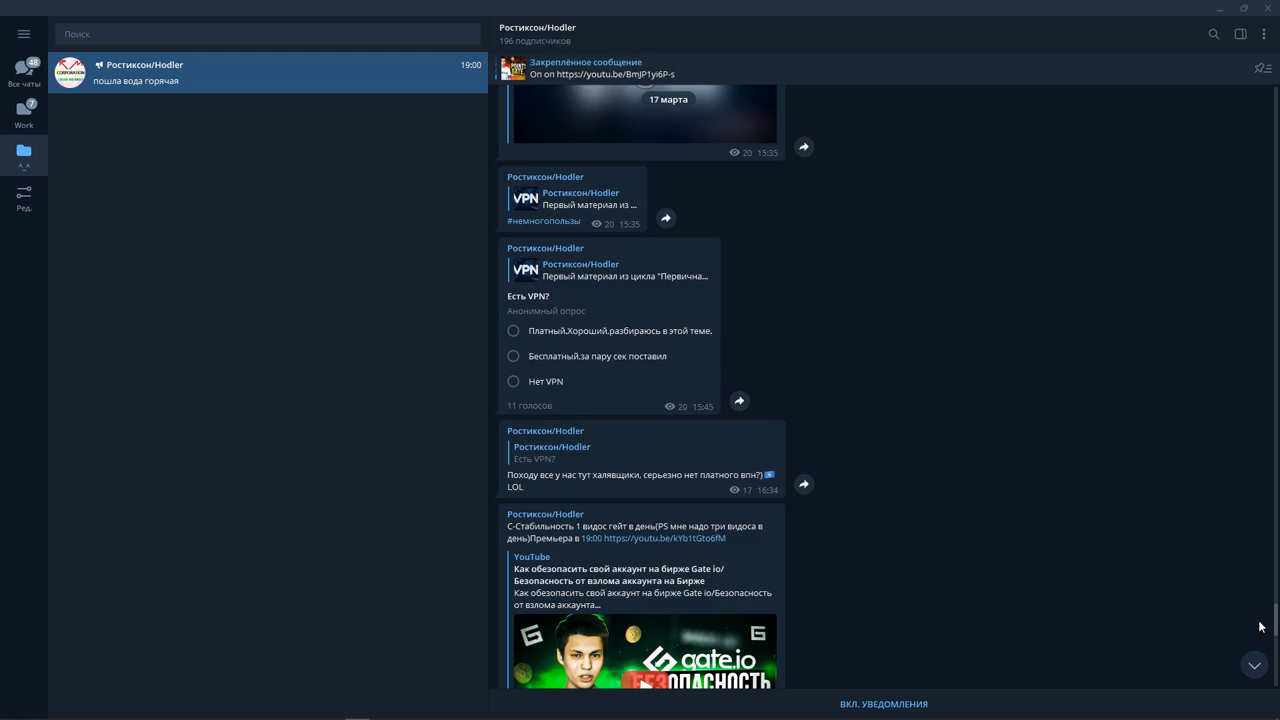 Поиск
Ростиксон/Hodler
196 подписчиков
48
Все чаты
7
Work
^_^
Ред.
CORPORATION
Ростиксон/Hodler
19:00
пошла вода горячая
Закреплённое сообщение
Оп оп https://youtu.be/BmJP1yi6P-s
17 марта
20 15:35
Ростиксон/Hodler
VPN
Ростиксон/Hodler
Первый материал из ...
#немногопользы
20 15:35
Ростиксон/Hodler
VPN
Ростиксон/Hodler
Первый материал из цикла "Первична...
Есть VPN?
Анонимный опрос
Платный.Хороший,разбираюсь в этой теме.
Бесплатный,за пару сек поставил
Нет VPN
11 голосов
20 15:45
Ростиксон/Hodler
Ростиксон/Hodler
Есть VPN?
Походу все у нас тут халявщики, серьезно нет платного впн?)
LOL
17 16:34
Ростиксон/Hodler
С-Стабильность 1 видос гейт в день(PS мне надо три видоса в
день)Премьера в 19:00 https://youtu.be/kYb1tGto6fM
YouTube
Как обезопасить свой аккаунт на бирже Gate io/
Безопасность от взлома аккаунта на Бирже
Как обезопасить свой аккаунт на бирже Gate io/Безопасность
от взлома аккаунта...
gate.io
БЕЗОПАСНОСТЬ
ВКЛ. УВЕДОМЛЕНИЯ